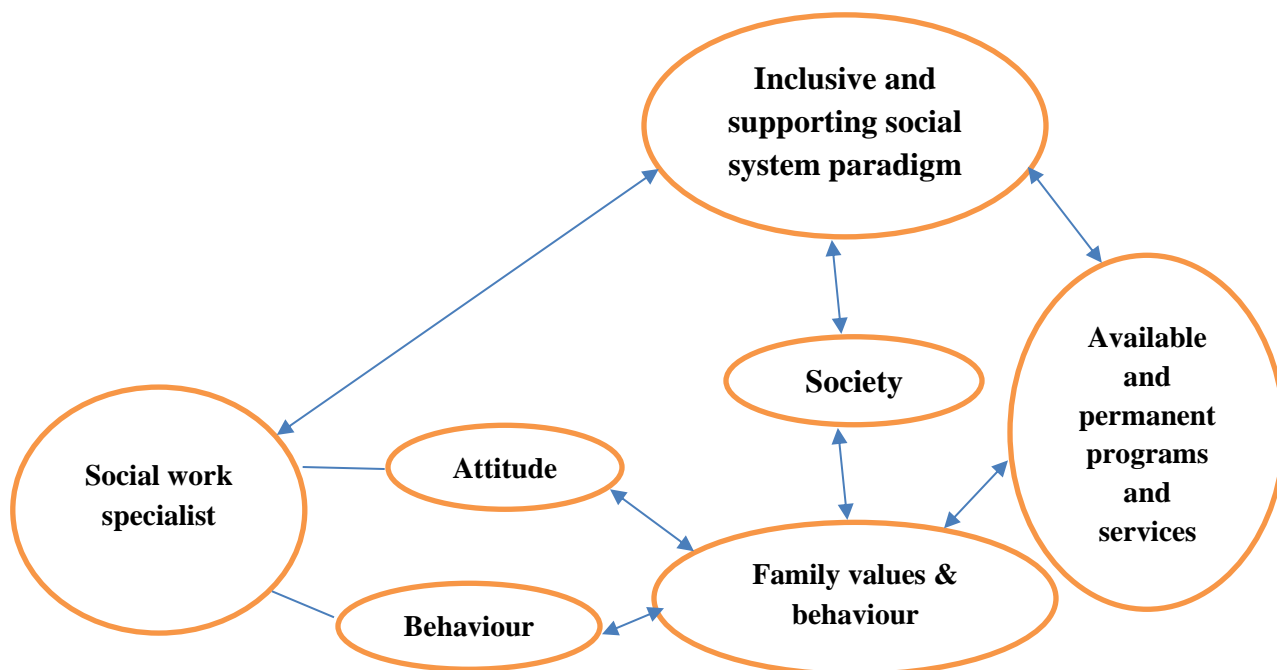 Inclusive and
supporting social
system paradigm
Available
and
permanent
programs
and
services
Society
Social work
specialist
Attitude
Family values &
behaviour
Behaviour